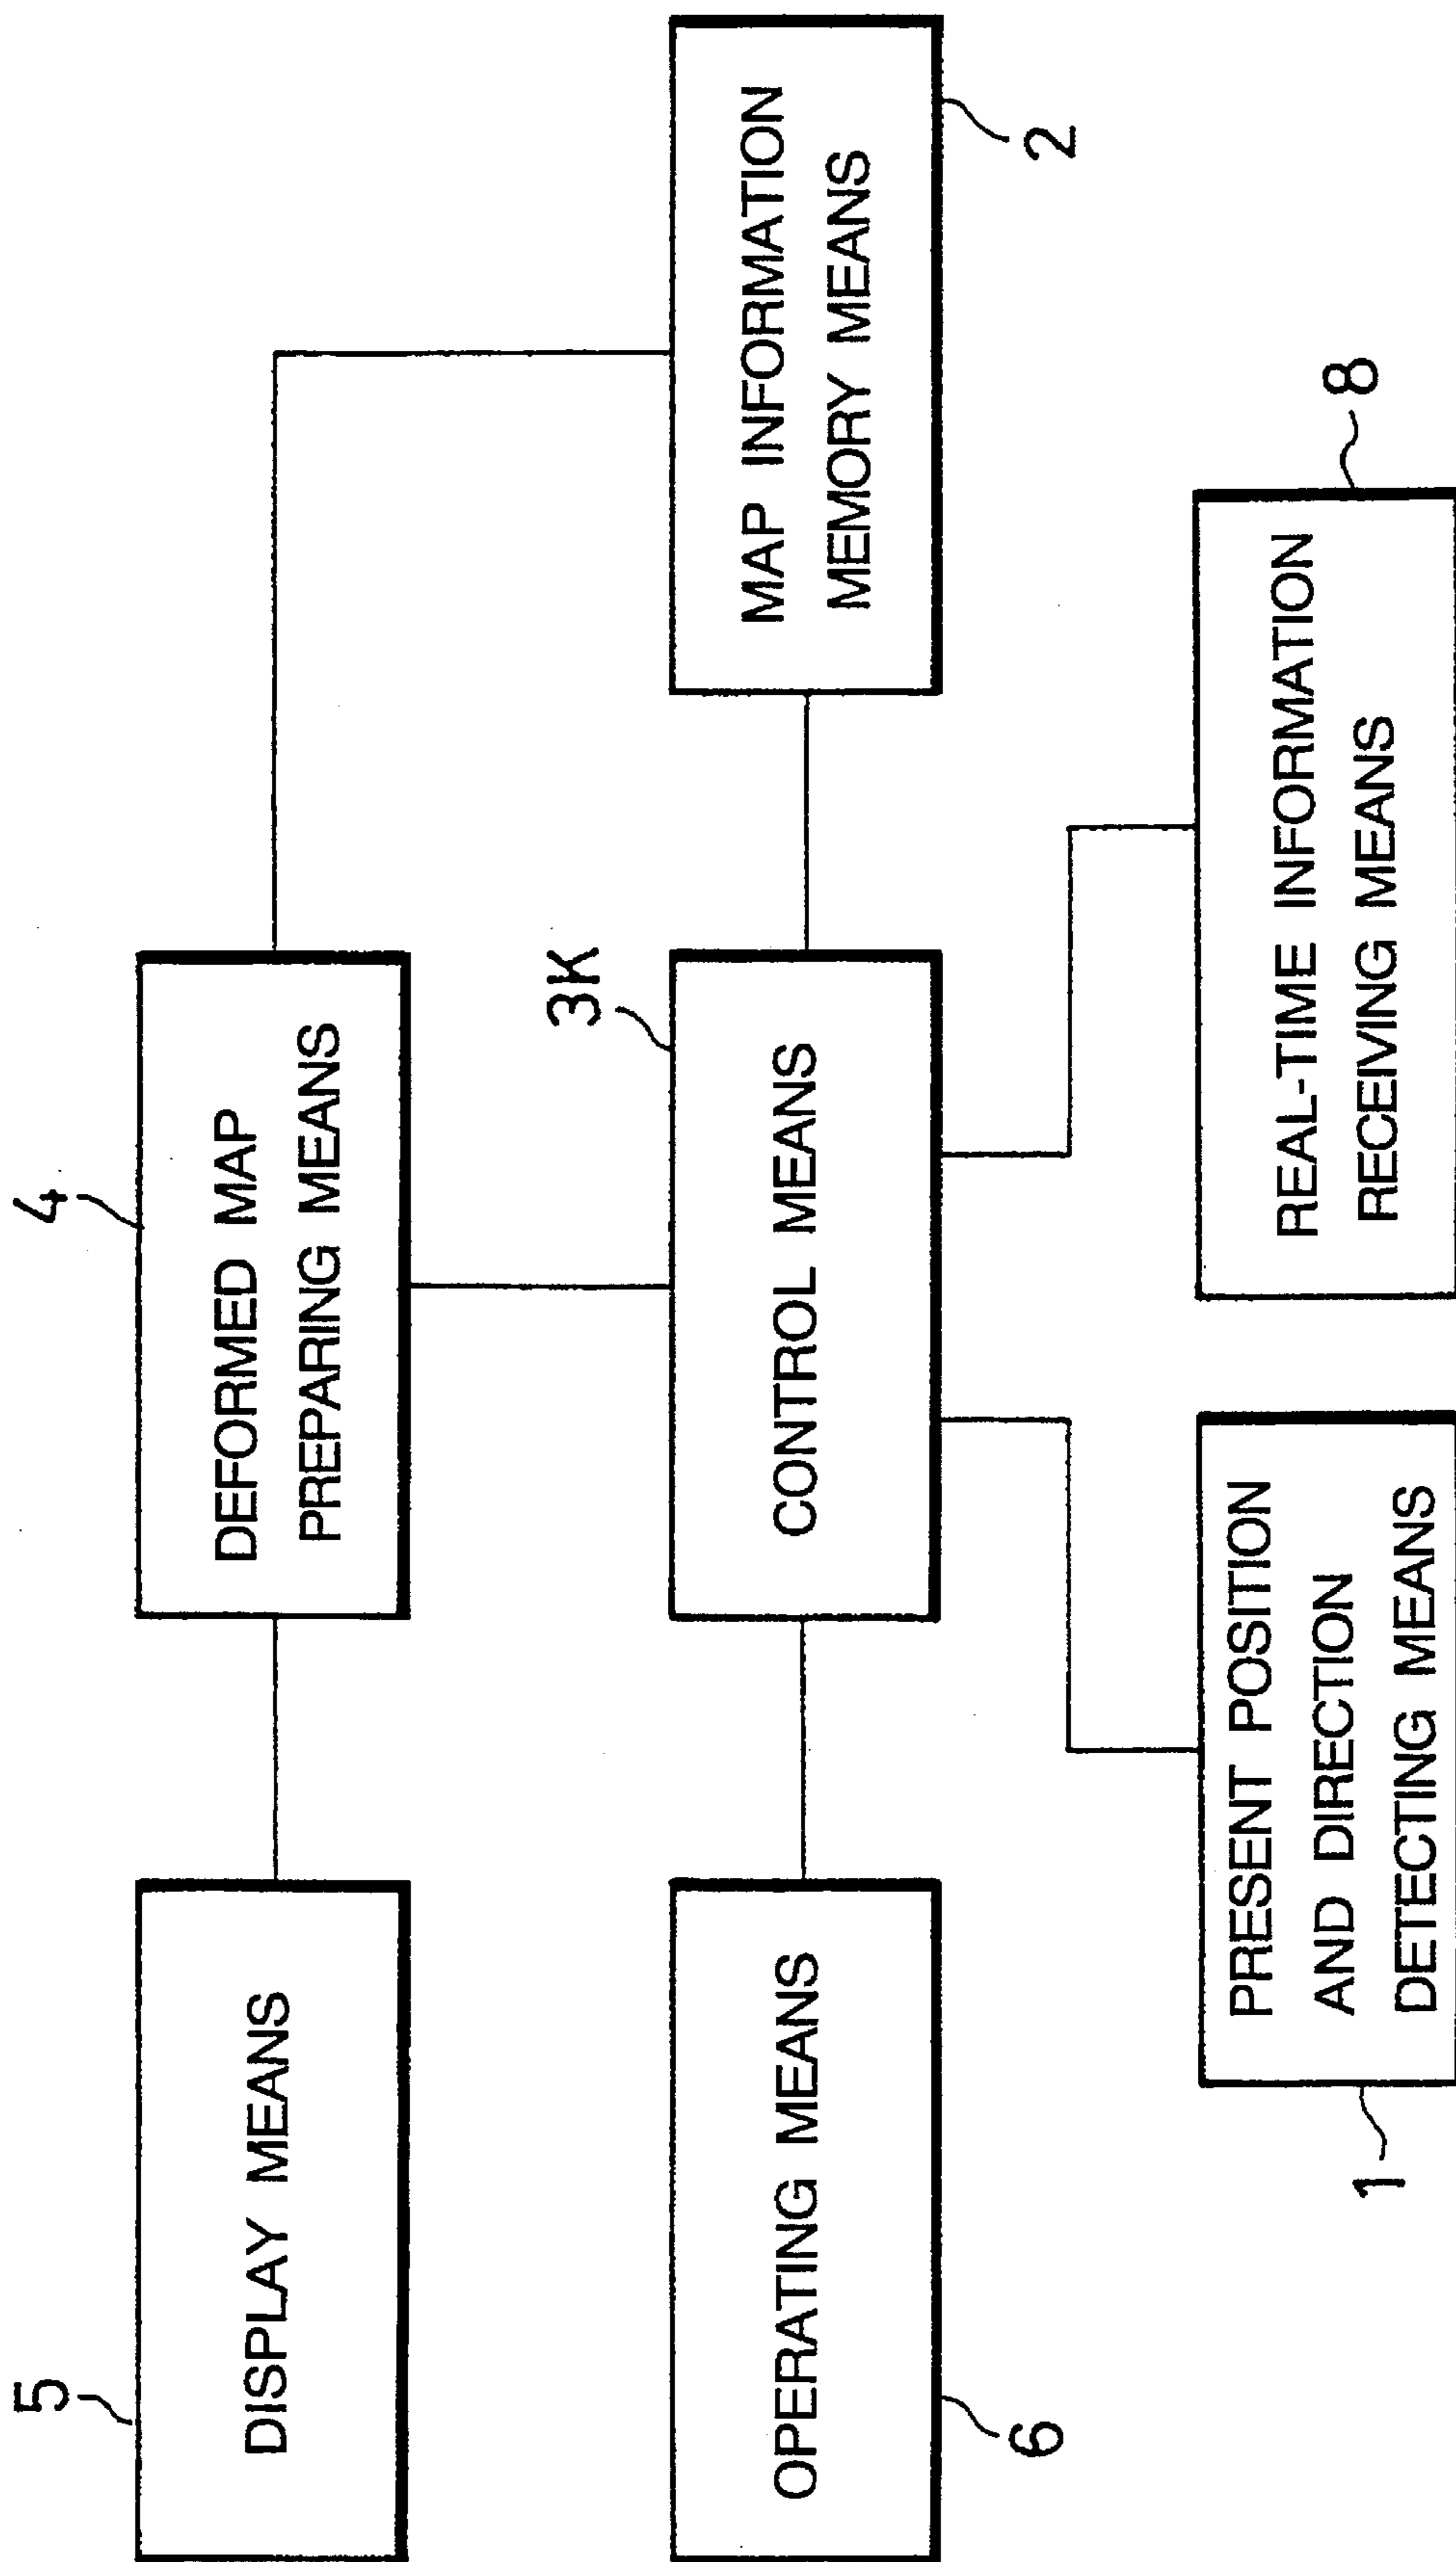 5
DISPLAY MEANS
4
DEFORMED MAP
PREPARING MEANS
OPERATING MEANS
6
3K
CONTROL MEANS
MAP INFORMATION
MEMORY MEANS
2
PRESENT POSITION
AND DIRECTION
DETECTING MEANS
1
REAL-TIME INFORMATION
RECEIVING MEANS
8